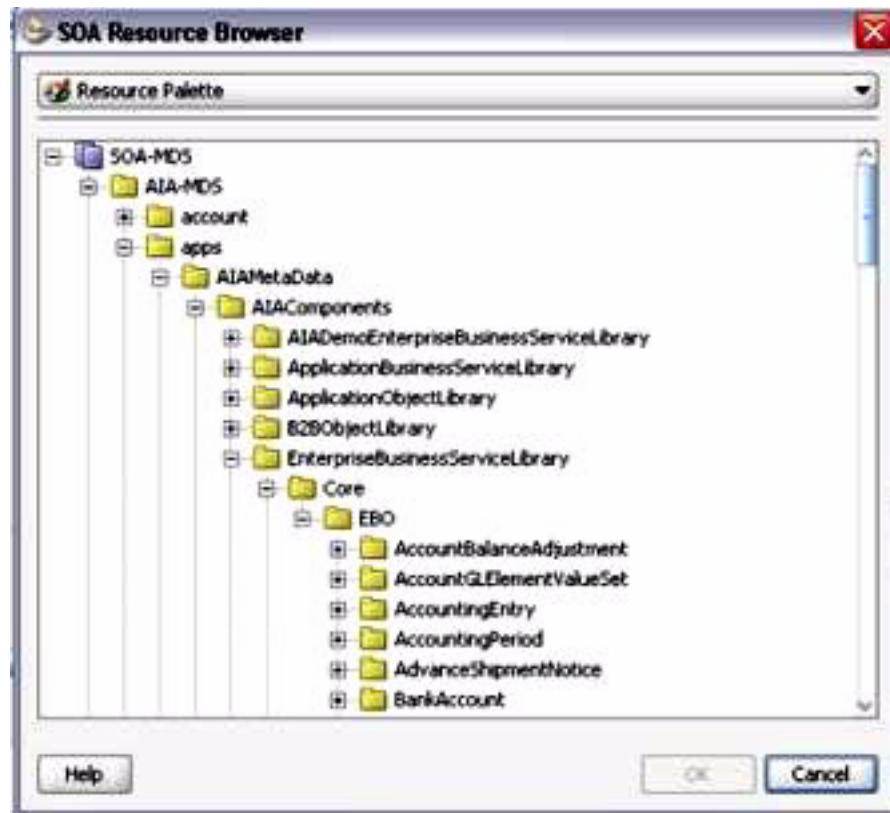 SOA Resource Browser
Resource Palette
SOA-MDS
AIA-MDS
account
apps
AIAMetaData
AIAComponents
AIADemoEnterpriseBusinessServiceLibrary
ApplicationBusinessServiceLibrary
ApplicationObjectLibrary
B2BObjectLibrary
EnterpriseBusinessServiceLibrary
Core
EBO
AccountBalanceAdjustment
AccountGLElementValueSet
AccountingEntry
AccountingPeriod
AdvanceShipmentNotice
BankAccount
Help OK Cancel